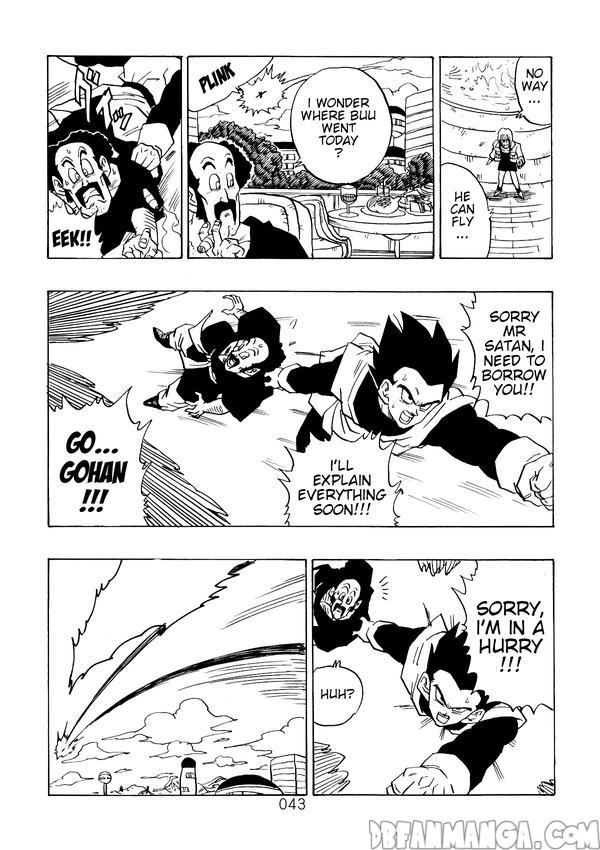 NO
WAY
...
HE
CAN
FLY
...
I WONDER
WHERE BUU
WENT
TODAY
?
PLINK
EEK!!
SORRY
MR
SATAN, I
NEED TO
BORROW
YOU!!
I'LL
EXPLAIN
EVERYTHING
SOON!!!
GO...
GOHAN
!!!
SORRY,
I'M IN A
HURRY
!!!
HUH?
043
DBFANMANGA.COM